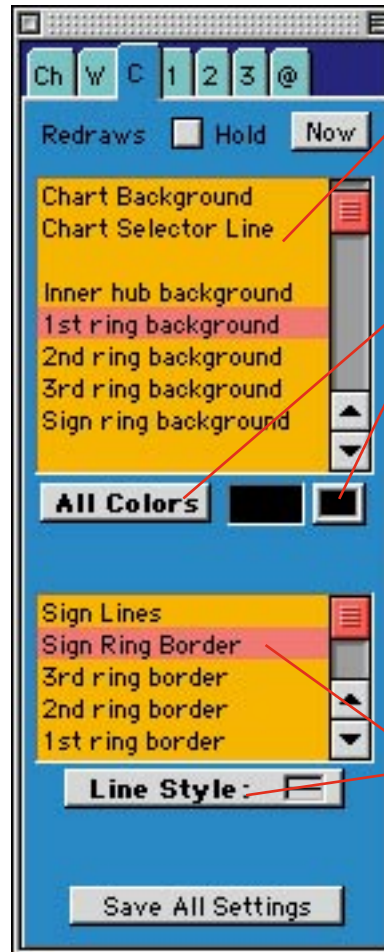 Ch W C 1 2 3 @
Redraws Hold Now
Chart Background
Chart Selector Line
Inner hub background
1st ring background
2nd ring background
3rd ring background
Sign ring background
All Colors
Sign Lines
Sign Ring Border
3rd ring border
2nd ring border
1st ring border
Line Style:
Save All Settings